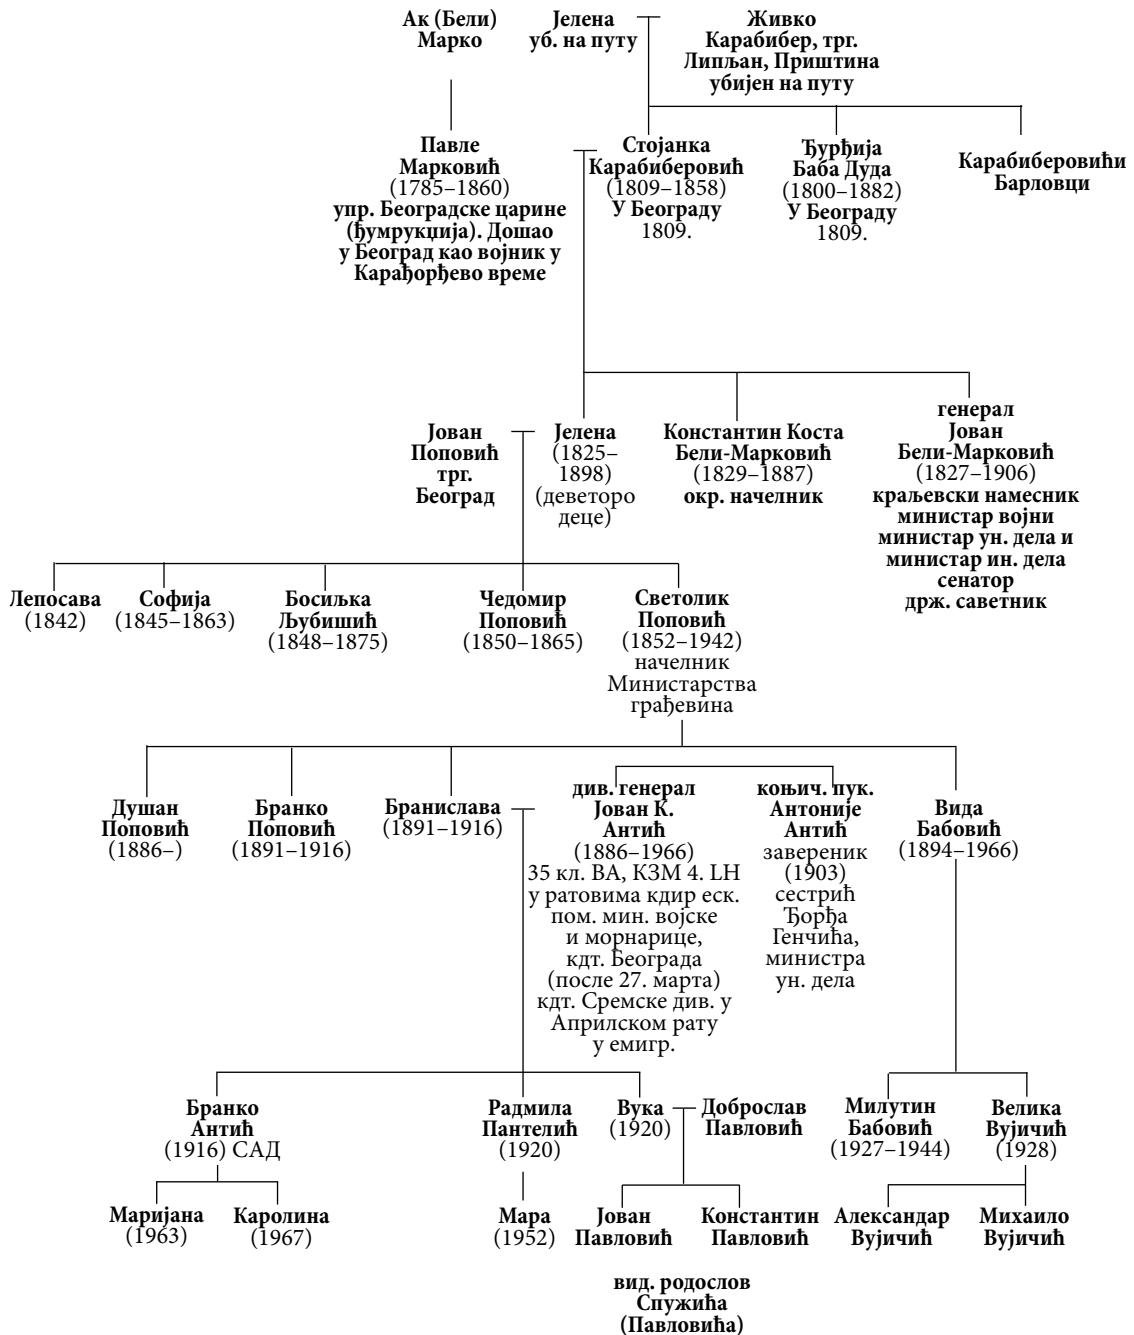 Ак (Бели)
Марко
Јелена
уб. на путу
Живко
Карабибер, трг.
Липљан, Приштина
убијен на путу
Павле
Марковић
(1785–1860)
упр. Београдске царине
(ђумрукџија). Дошао
у Београд као војник у
Карађорђево време
Стојанка
Карабиберовић
(1809–1858)
У Београду
1809.
Ђурђија
Баба Дуда
(1800–1882)
У Београду
1809.
Карабиберовићи
Барловци
Јован
Поповић
трг.
Београд
Јелена
(1825–
1898)
(деветоро
деце)
Константин Коста
Бели-Марковић
(1829–1887)
окр. начелник
генерал
Јован
Бели-Марковић
(1827–1906)
краљевски намесник
министар војни
министар ун. дела и
министар ин. дела
сенатор
држ. саветник
Лепосава
(1842)
Софија
(1845–1863)
Босиљка
Љубишић
(1848–1875)
Чедомир
Поповић
(1850–1865)
Светолик
Поповић
(1852–1942)
начелник
Министарства
грађевина
Душан
Поповић
(1886–)
Бранко
Поповић
(1891–1916)
Бранислава
(1891–1916)
див. генерал
Јован К.
Антић
(1886–1966)
35 кл. ВА, КЗМ 4. LH
у ратовима кдир еск.
пом. мин. војске
и морнарице,
кдт. Београда
(после 27. марта)
кдт. Сремске див. у
Априлском рату
у емигр.
коњич. пук.
Антоније
Антић
завереник
(1903)
сестрић
Ђорђа
Генчића,
министра
ун. дела
Вида
Бабовић
(1894–1966)
Бранко
Антић
(1916) САД
Радмила
Пантелић
(1920)
Вука
(1920)
Доброслав
Павловић
Милутин
Бабовић
(1927–1944)
Велика
Вујичић
(1928)
Маријана
(1963)
Каролина
(1967)
Мара
(1952)
Јован
Павловић
Константин
Павловић
Александар
Вујичић
Михаило
Вујичић
вид. родослов
Спужића
(Павловића)